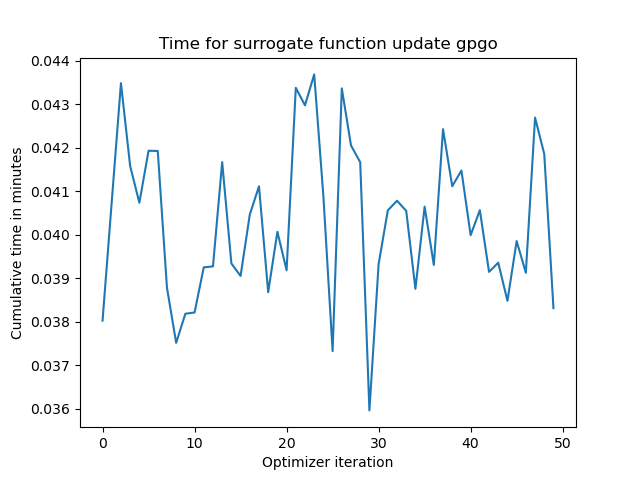 Time for surrogate function update gpgo
0.044
0.043
0.042
0.041
0.040
0.039
0.038
0.037
0.036
Cumulative time in minutes
0 10 20 30 40 50
Optimizer iteration